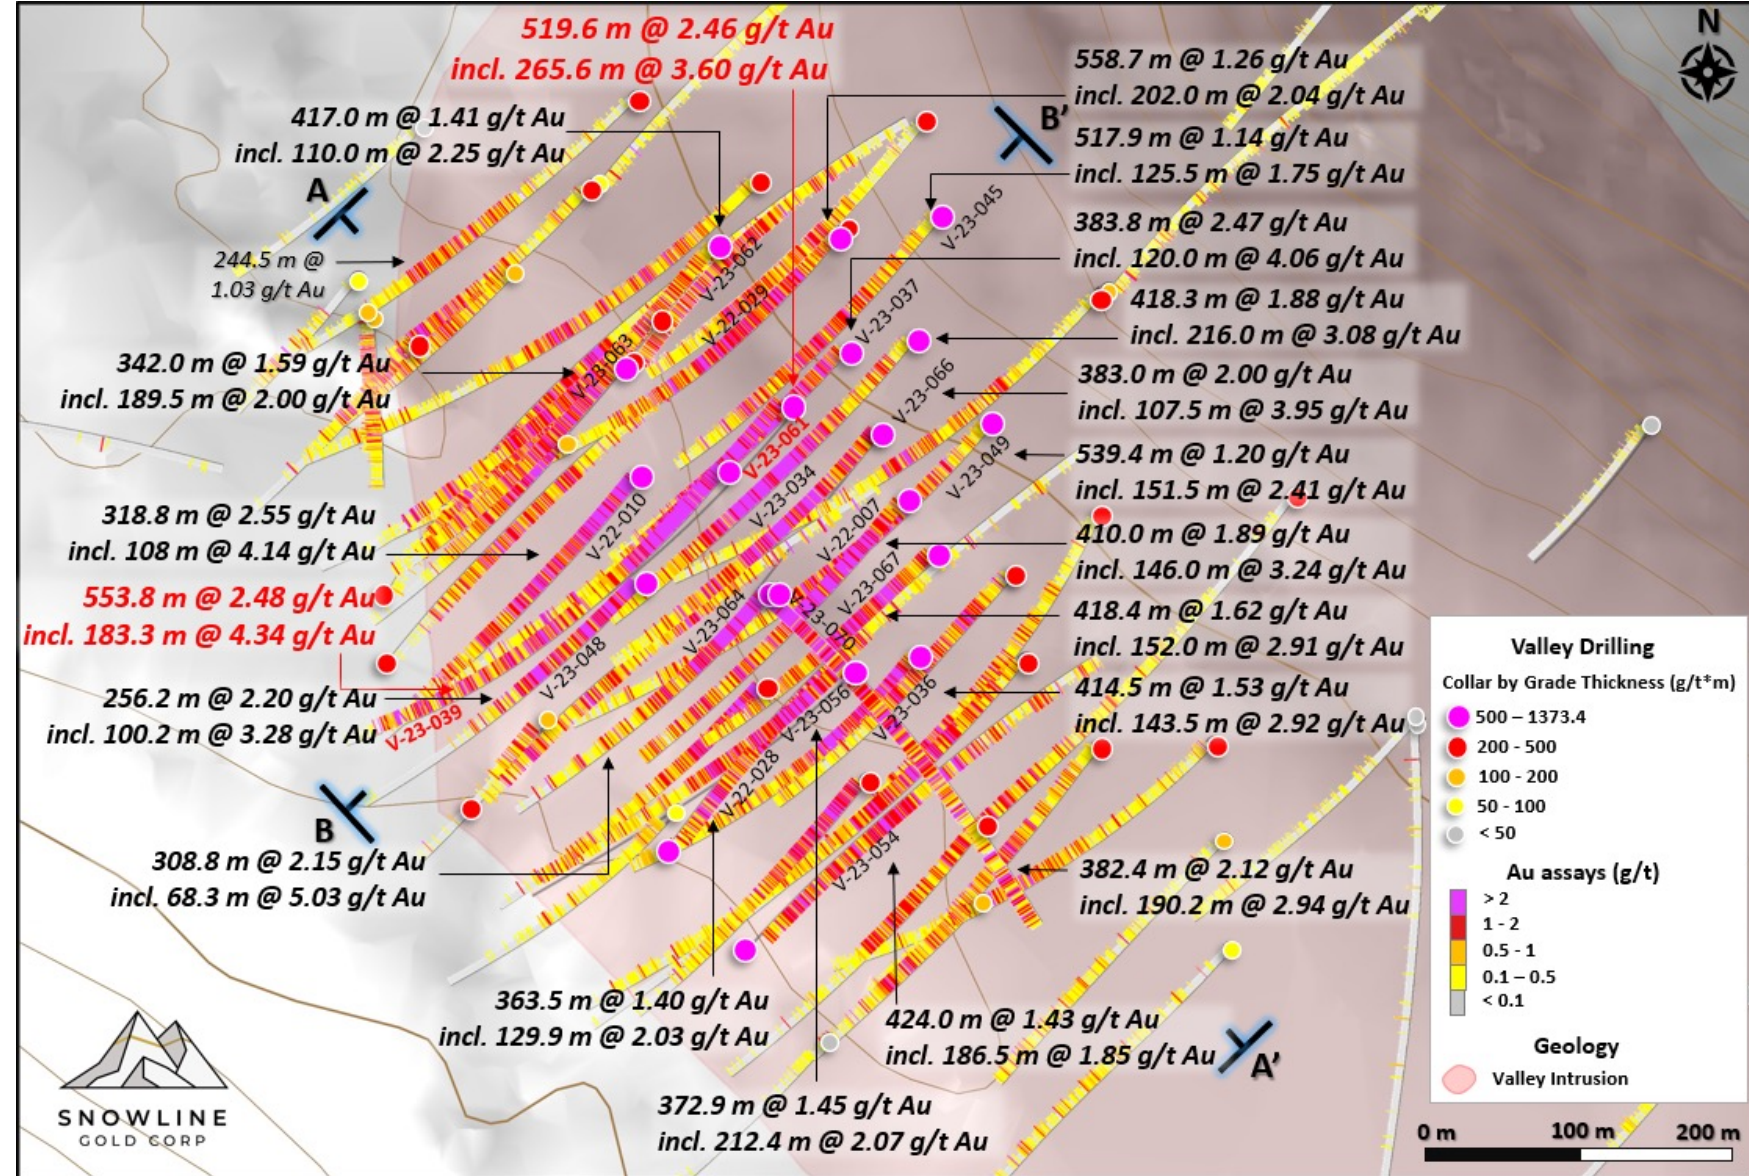 519.6 m @ 2.46 g/t Au
incl. 265.6 m @ 3.60 g/t Au
N
417.0 m @ 1.41 g/t Au
incl. 110.0 m @ 2.25 g/t Au
A
244.5 m @
1.03 g/t Au
342.0 m @ 1.59 g/t Au
incl. 189.5 m @ 2.00 g/t Au
318.8 m @ 2.55 g/t Au
incl. 108 m @ 4.14 g/t Au
553.8 m @ 2.48 g/t Au
incl. 183.3 m @ 4.34 g/t Au
256.2 m @ 2.20 g/t Au
incl. 100.2 m @ 3.28 g/t Au
B
308.8 m @ 2.15 g/t Au
incl. 68.3 m @ 5.03 g/t Au
B'
558.7 m @ 1.26 g/t Au
incl. 202.0 m @ 2.04 g/t Au
517.9 m @ 1.14 g/t Au
incl. 125.5 m @ 1.75 g/t Au
383.8 m @ 2.47 g/t Au
incl. 120.0 m @ 4.06 g/t Au
418.3 m @ 1.88 g/t Au
incl. 216.0 m @ 3.08 g/t Au
383.0 m @ 2.00 g/t Au
incl. 107.5 m @ 3.95 g/t Au
539.4 m @ 1.20 g/t Au
incl. 151.5 m @ 2.41 g/t Au
410.0 m @ 1.89 g/t Au
incl. 146.0 m @ 3.24 g/t Au
418.4 m @ 1.62 g/t Au
incl. 152.0 m @ 2.91 g/t Au
414.5 m @ 1.53 g/t Au
incl. 143.5 m @ 2.92 g/t Au
382.4 m @ 2.12 g/t Au
incl. 190.2 m @ 2.94 g/t Au
363.5 m @ 1.40 g/t Au
incl. 129.9 m @ 2.03 g/t Au
424.0 m @ 1.43 g/t Au
incl. 186.5 m @ 1.85 g/t Au
A'
372.9 m @ 1.45 g/t Au
incl. 212.4 m @ 2.07 g/t Au
V-23-045
V-23-062
V-22-029
V-23-037
V-23-063
V-23-066
V-23-061
V-23-049
V-23-034
V-22-010
V-22-007
V-23-067
V-23-064
V-23-070
V-23-048
V-23-039
V-23-056
V-23-036
V-22-028
V-23-054
Valley Drilling
Collar by Grade Thickness (g/t*m)
500 – 1373.4
200 - 500
100 - 200
50 - 100
< 50
Au assays (g/t)
> 2
1 - 2
0.5 - 1
0.1 – 0.5
< 0.1
Geology
Valley Intrusion
0 m 100 m 200 m
SNOWLINE
GOLD CORP